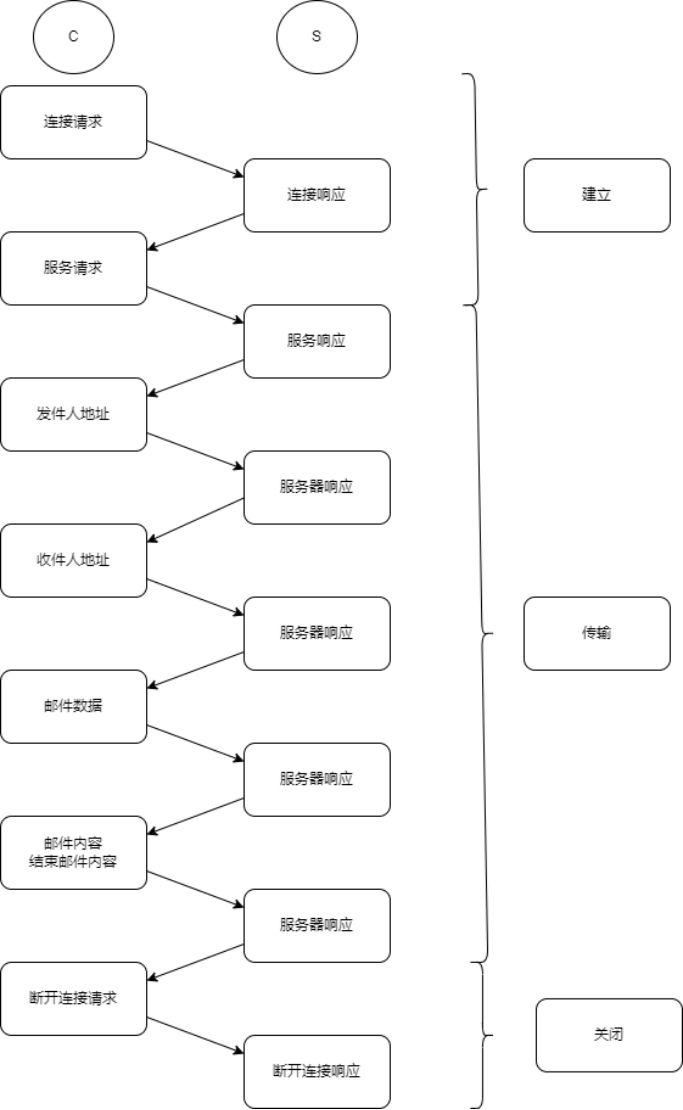 C
S
连接请求
连接响应
建立
服务请求
服务响应
发件人地址
服务器响应
收件人地址
服务器响应
传输
邮件数据
服务器响应
邮件内容
结束邮件内容
服务器响应
断开连接请求
关闭
断开连接响应